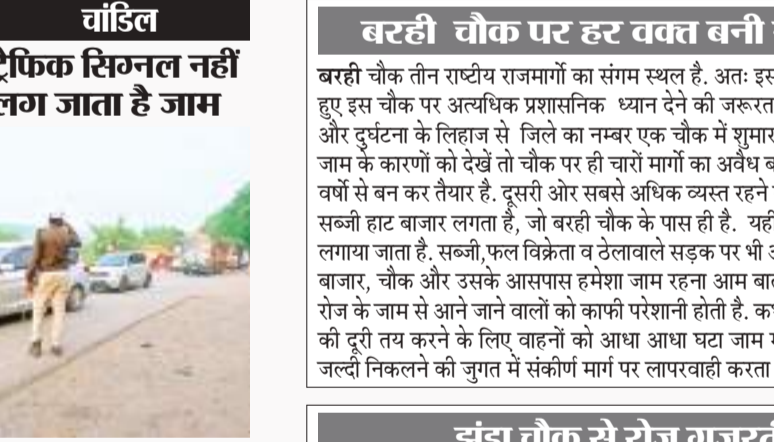 चांडिल
ट्रैफिक सिग्नल नहीं
लग जाता है जाम
बरही चौक पर हर वक्त बनी
बरही चौक तीन राष्टीय राजमार्गो का संगम स्थल है. अतः इस
हुए इस चौक पर अत्यधिक प्रशासनिक ध्यान देने की जरूरत
और दुर्घटना के लिहाज से जिले का नम्बर एक चौक में शुमार
जाम के कारणों को देखें तो चौक पर ही चारों मार्गो का अवैध
वर्षो से बन कर तैयार है. दूसरी ओर सबसे अधिक व्यस्त रहने
सब्जी हाट बाजार लगता है, जो बरही चौक के पास ही है. यही
लगाया जाता है. सब्जी,फल विक्रेता व ठेलावाले सड़क पर भी
बाजार, चौक और उसके आसपास हमेशा जाम रहना आम बात
रोज के जाम से आने जाने वालों को काफी परेशानी होती है.
की दूरी तय करने के लिए वाहनों को आधा आधा घटा जाम
जल्दी निकलने की जुगत में संकीर्ण मार्ग पर लापरवाही करता
झंडा चौक से रोज गुजरते